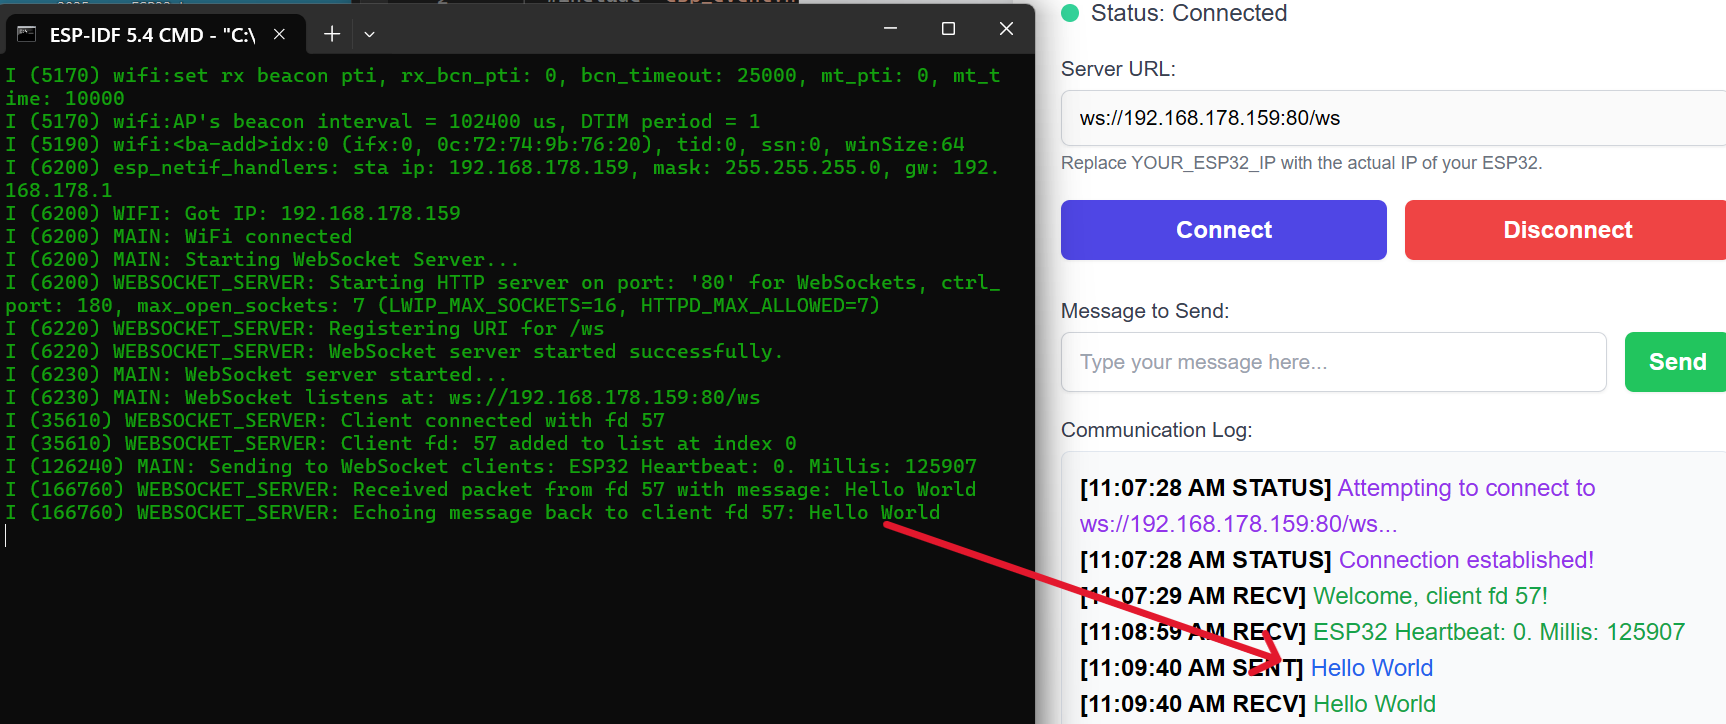 ESP-IDF 5.4 CMD - "C:\
I (5170) wifi:set rx beacon pti, rx_bcn_pti: 0, bcn_timeout: 25000, mt_pti: 0, mt_t
ime: 10000
I (5170) wifi:AP's beacon interval = 102400 us, DTIM period = 1
I (5190) wifi:<ba-add>idx:0 (ifx:0, 0c:72:74:9b:76:20), tid:0, ssn:0, winSize:64
I (6200) esp_netif_handlers: sta ip: 192.168.178.159, mask: 255.255.255.0, gw: 192.
168.178.1
I (6200) WIFI: Got IP: 192.168.178.159
I (6200) MAIN: WiFi connected
I (6200) MAIN: Starting WebSocket Server...
I (6200) WEBSOCKET_SERVER: Starting HTTP server on port: '80' for WebSockets, ctrl_
port: 180, max_open_sockets: 7 (LWIP_MAX_SOCKETS=16, HTTPD_MAX_ALLOWED=7)
I (6220) WEBSOCKET_SERVER: Registering URI for /ws
I (6220) WEBSOCKET_SERVER: WebSocket server started successfully.
I (6230) MAIN: WebSocket server started...
I (6230) MAIN: WebSocket listens at: ws://192.168.178.159:80/ws
I (35610) WEBSOCKET_SERVER: Client connected with fd 57
I (35610) WEBSOCKET_SERVER: Client fd: 57 added to list at index 0
I (126240) MAIN: Sending to WebSocket clients: ESP32 Heartbeat: 0. Millis: 125907
I (166760) WEBSOCKET_SERVER: Received packet from fd 57 with message: Hello World
I (166760) WEBSOCKET_SERVER: Echoing message back to client fd 57: Hello World
Status: Connected
Server URL:
ws://192.168.178.159:80/ws
Replace YOUR_ESP32_IP with the actual IP of your ESP32.
Connect
Disconnect
Message to Send:
Type your message here...
Send
Communication Log:
[11:07:28 AM STATUS] Attempting to connect to
ws://192.168.178.159:80/ws...
[11:07:28 AM STATUS] Connection established!
[11:07:29 AM RECV] Welcome, client fd 57!
[11:08:59 AM RECV] ESP32 Heartbeat: 0. Millis: 125907
[11:09:40 AM SENT] Hello World
[11:09:40 AM RECV] Hello World